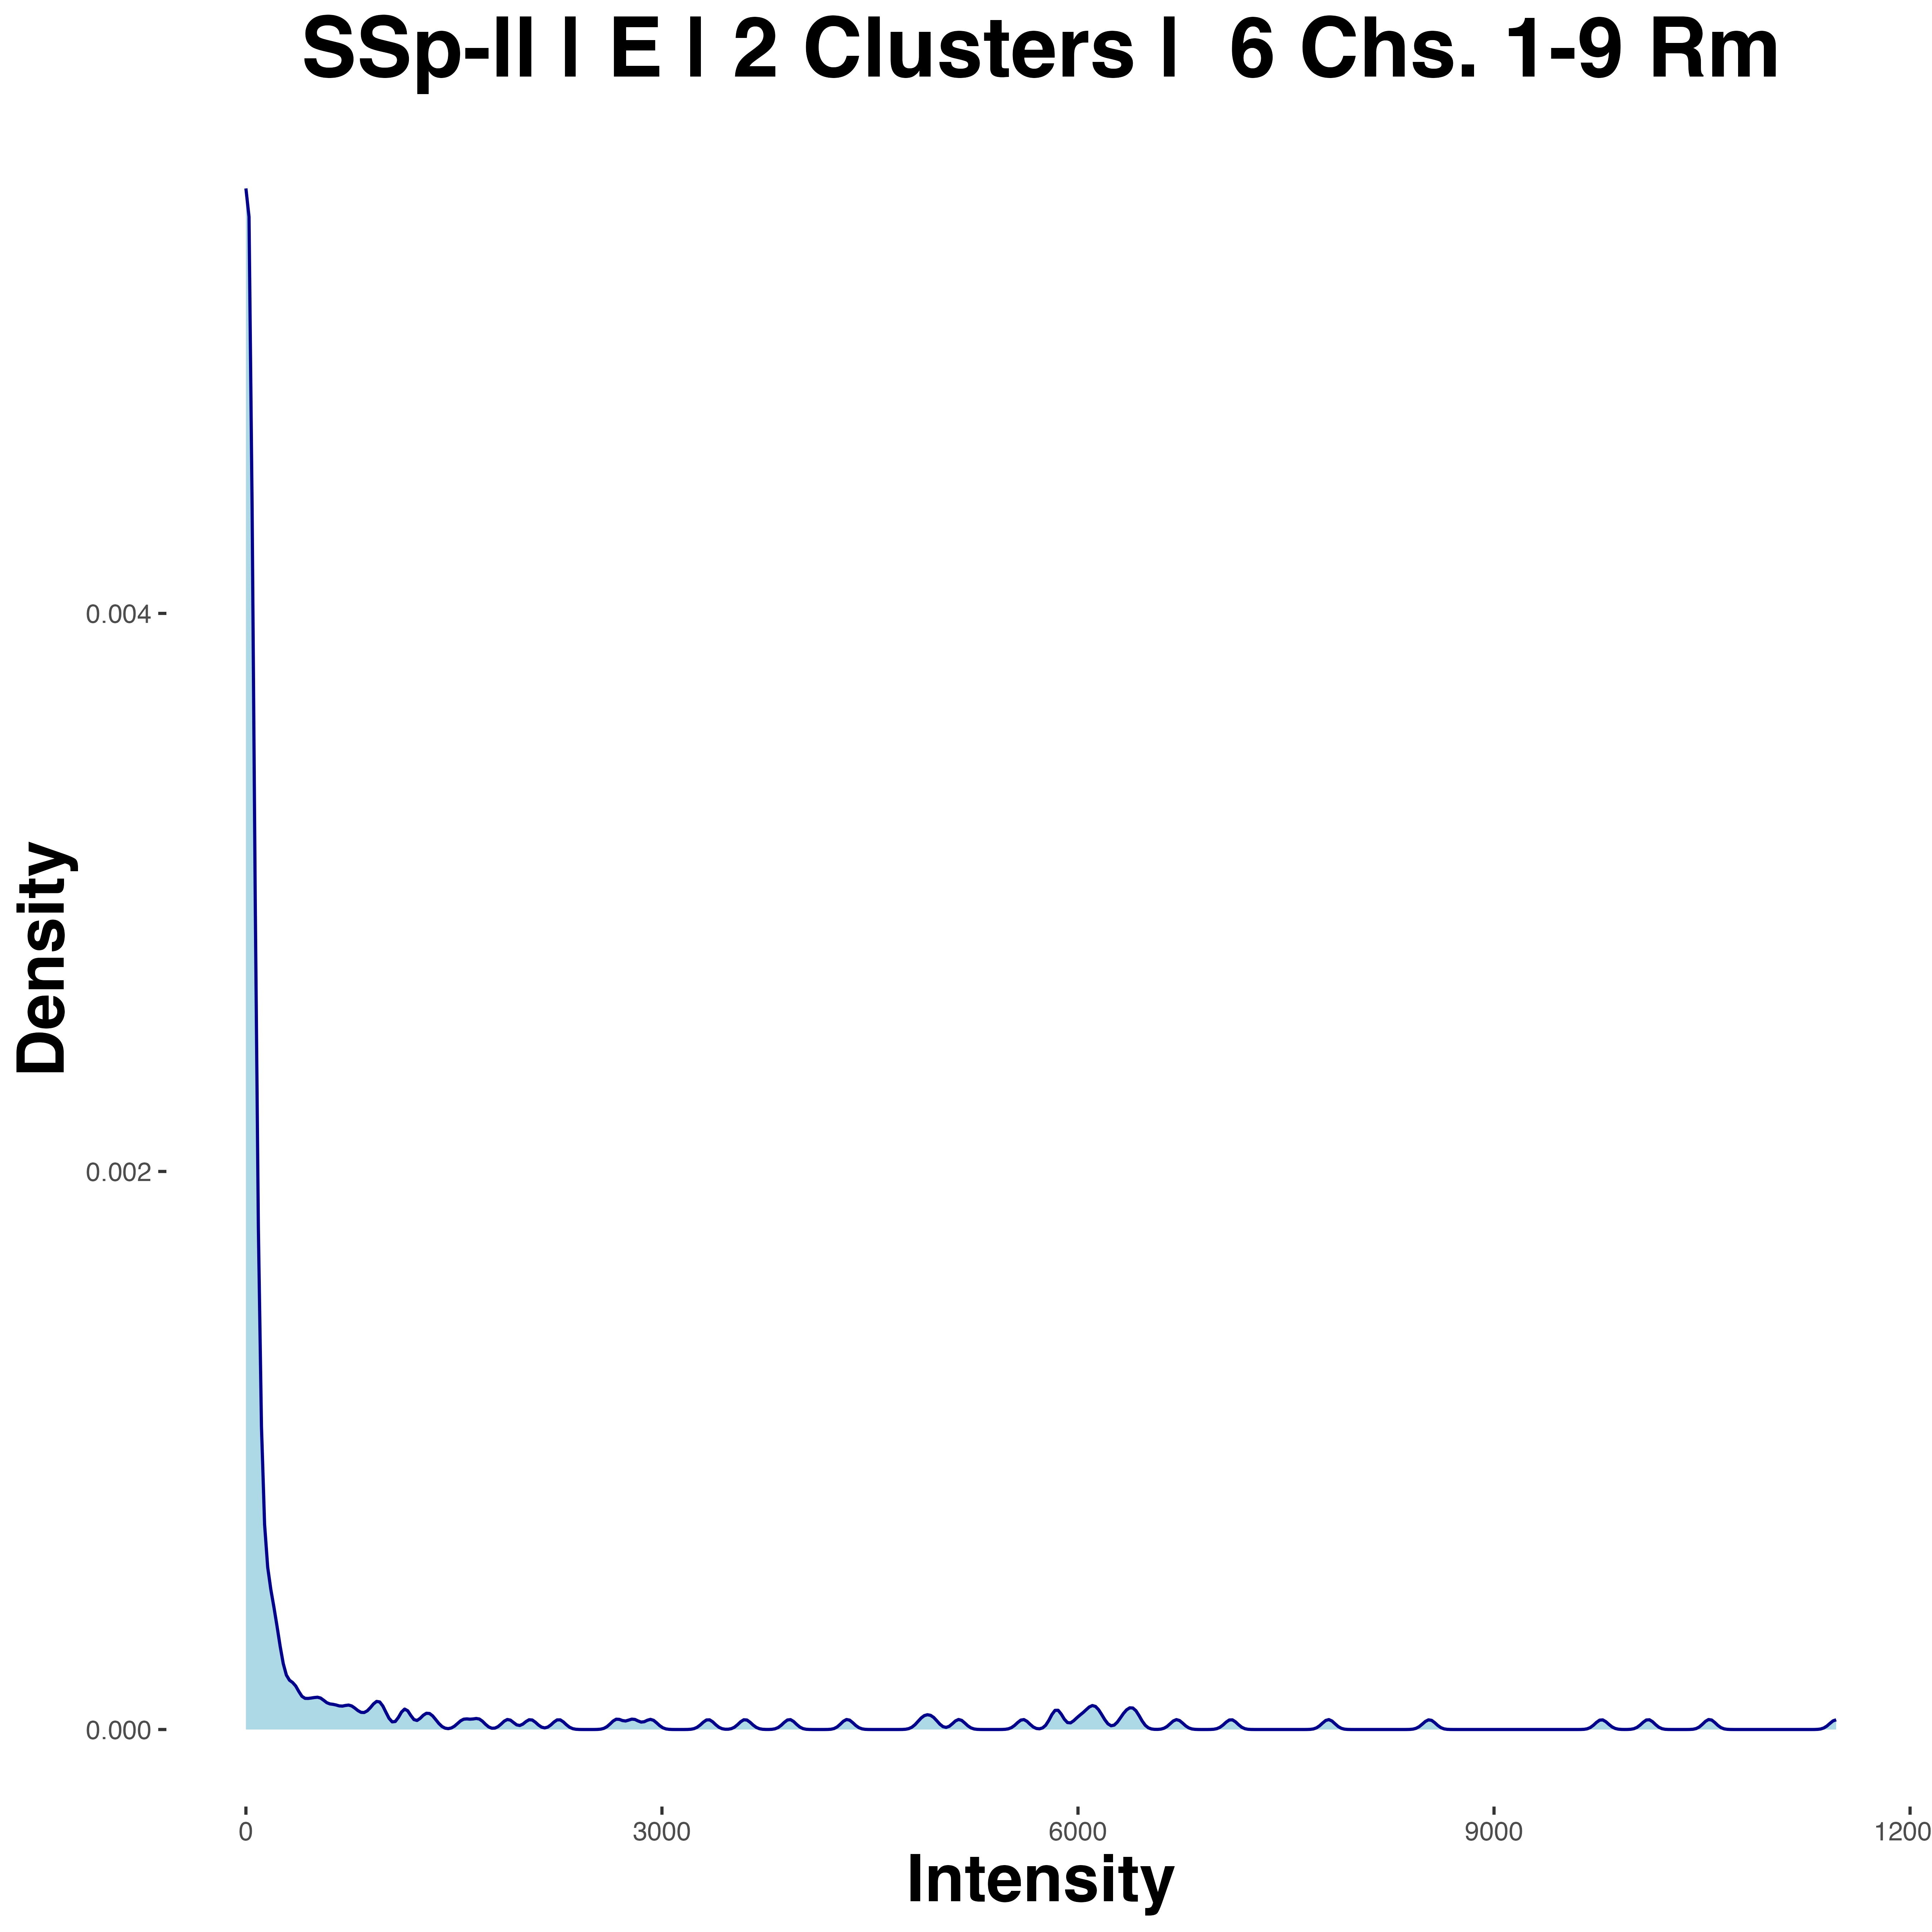 SSp-ll | E | 2 Clusters | 6 Chs. 1-9 Rm
Density
0.004
0.002
0.000
0
3000
6000
9000
1200
Intensity